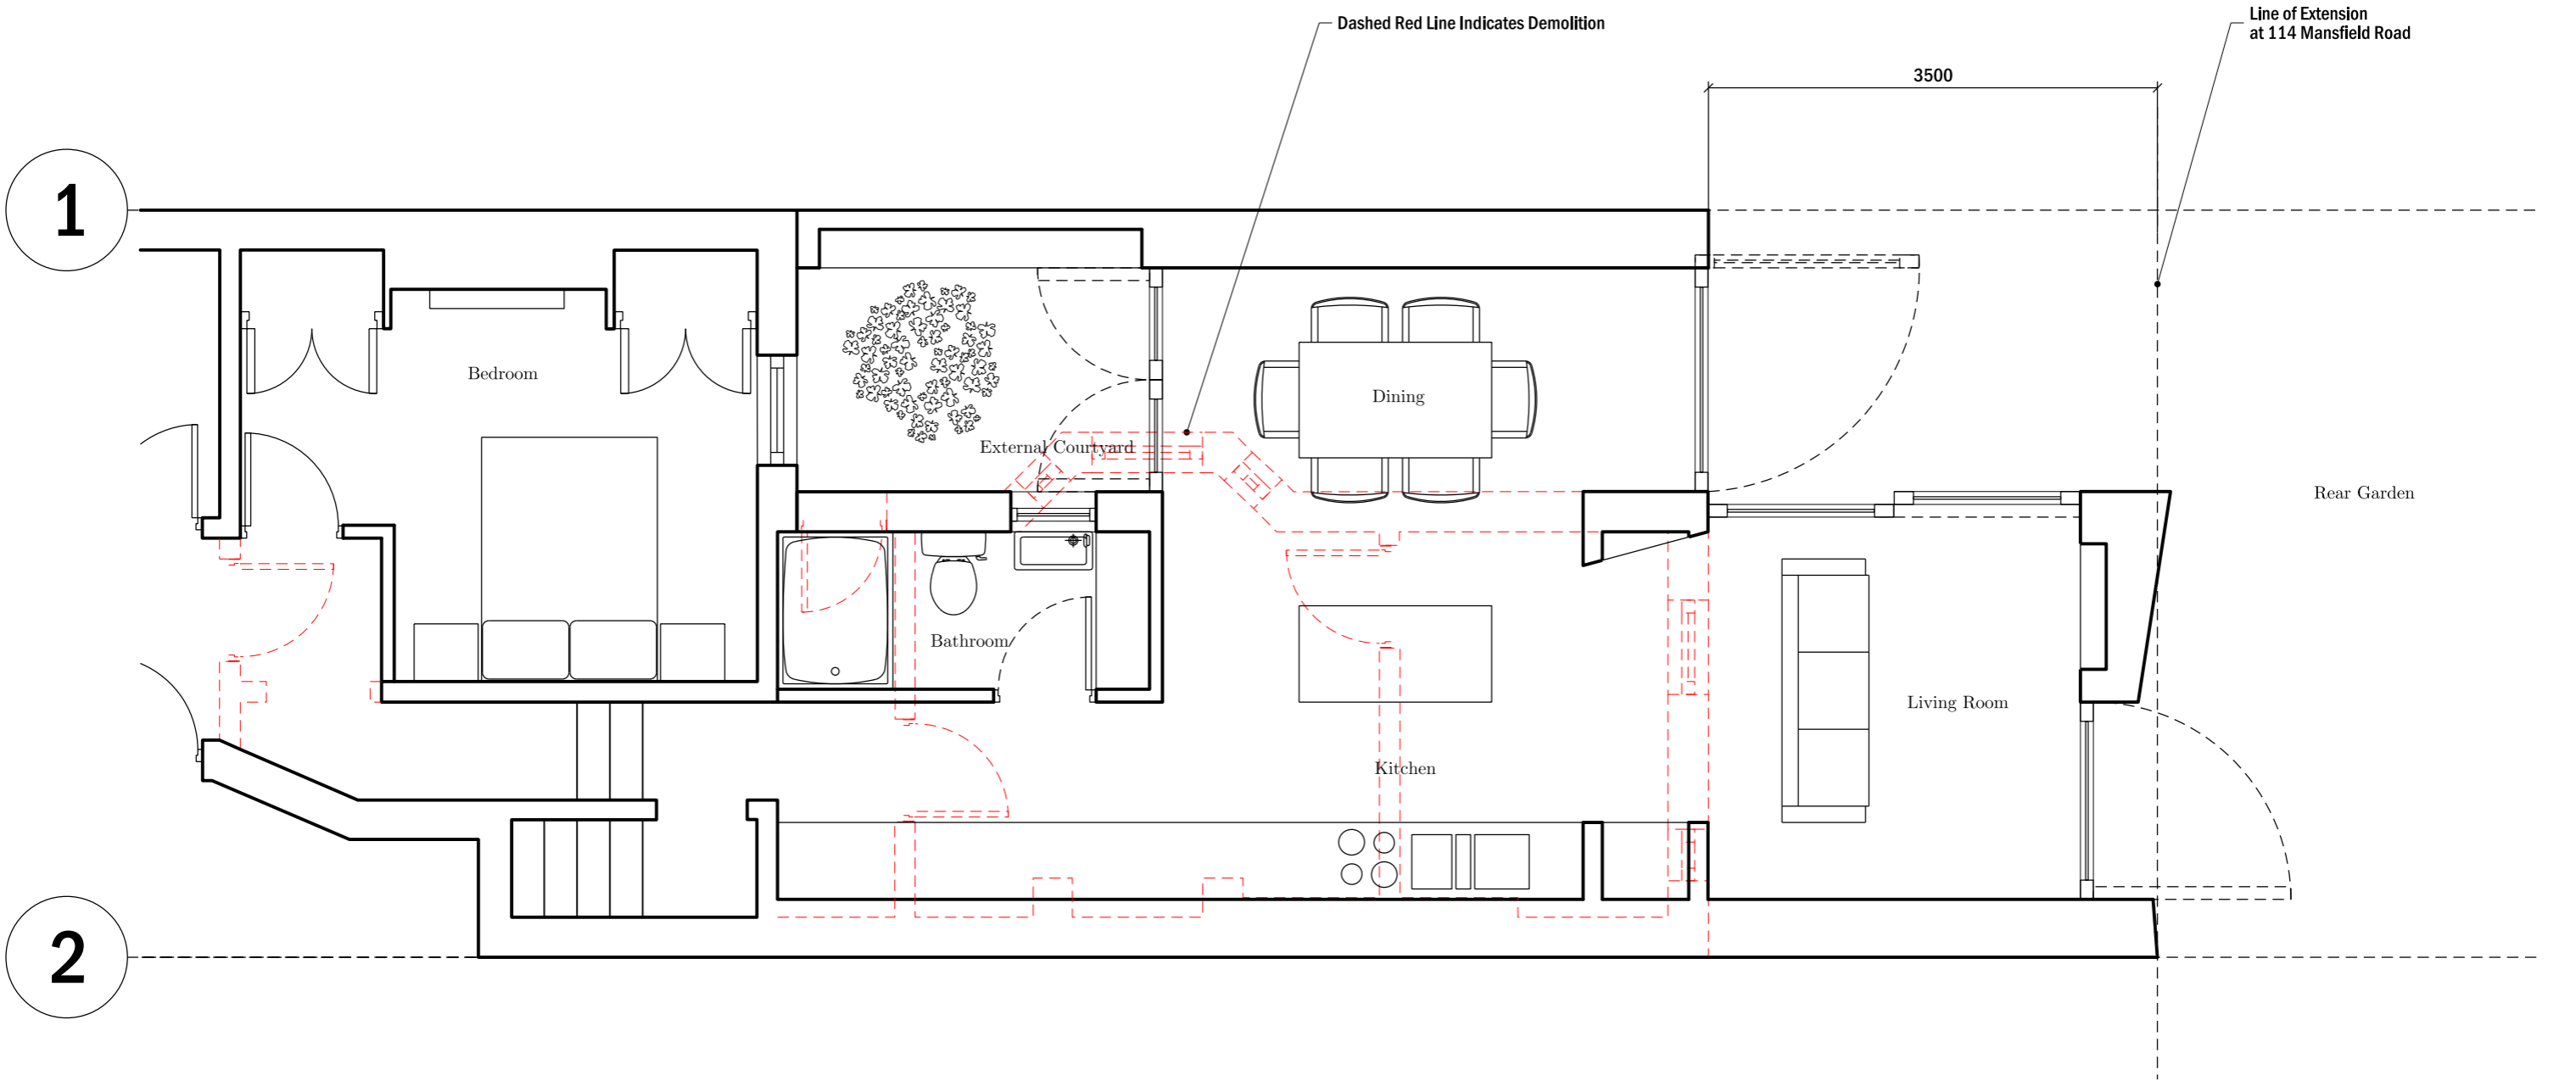 Dashed Red Line Indicates Demolition
Line of Extension
at 114 Mansfield Road
3500
1
Bedroom
Dining
External Courtyard
Rear Garden
Bathroom
Living Room
Kitchen
2